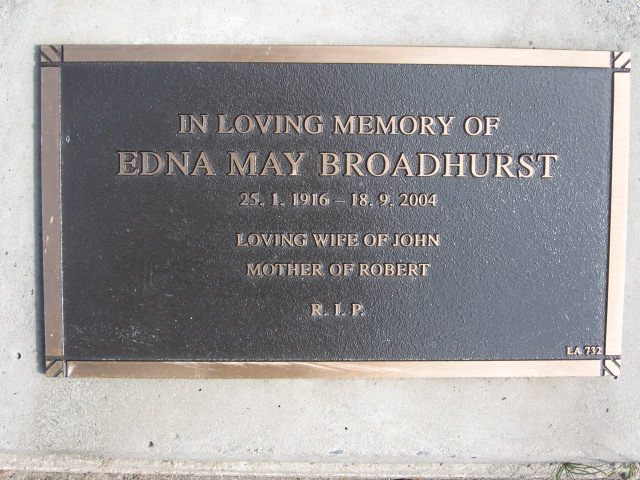 IN LOVING MEMORY OF
EDNA MAY BROADHURST
25. 1. 1916 – 18. 9. 2004
LOVING WIFE OF JOHN
MOTHER OF ROBERT
R. I. P.
LA 732